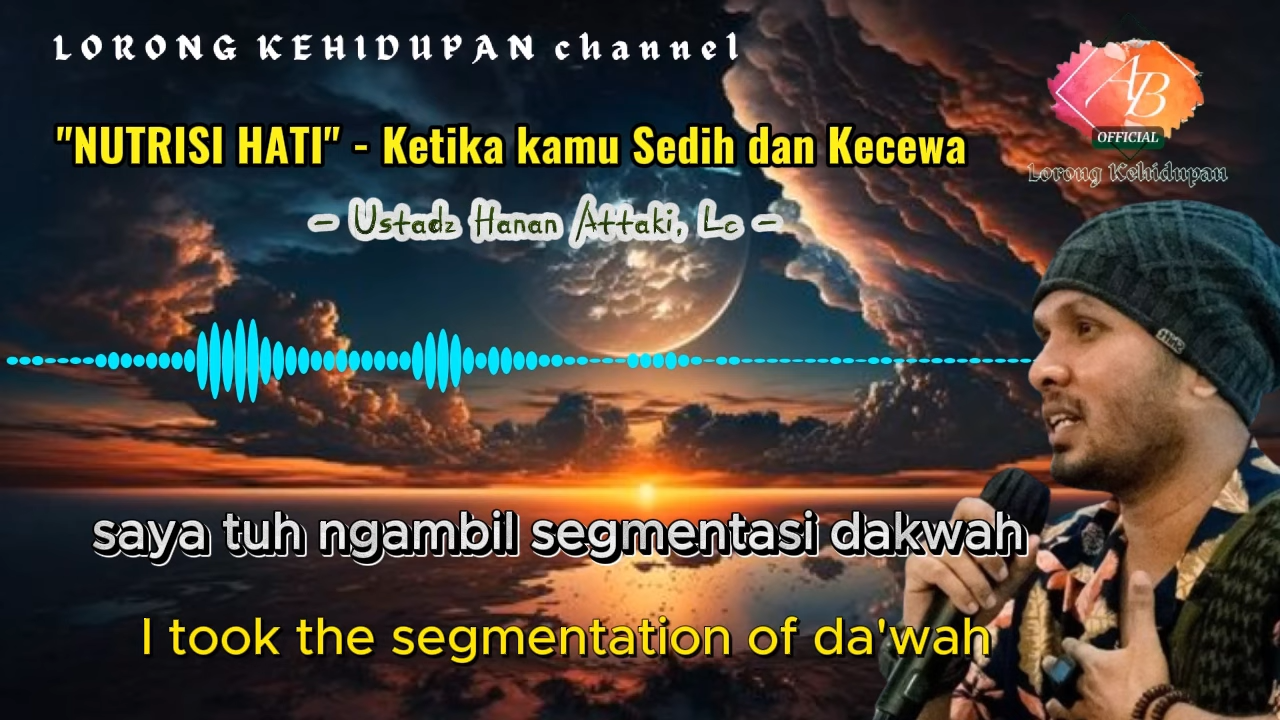 LORONG KEHIDUPAN channel
AB
OFFICIAL
Lorong Kehidupan
"NUTRISI HATI" - Ketika kamu Sedih dan Kecewa
- Ustadz Hanan Attaki, Lc -
saya tuh ngambil segmentasi dakwah
I took the segmentation of da'wah